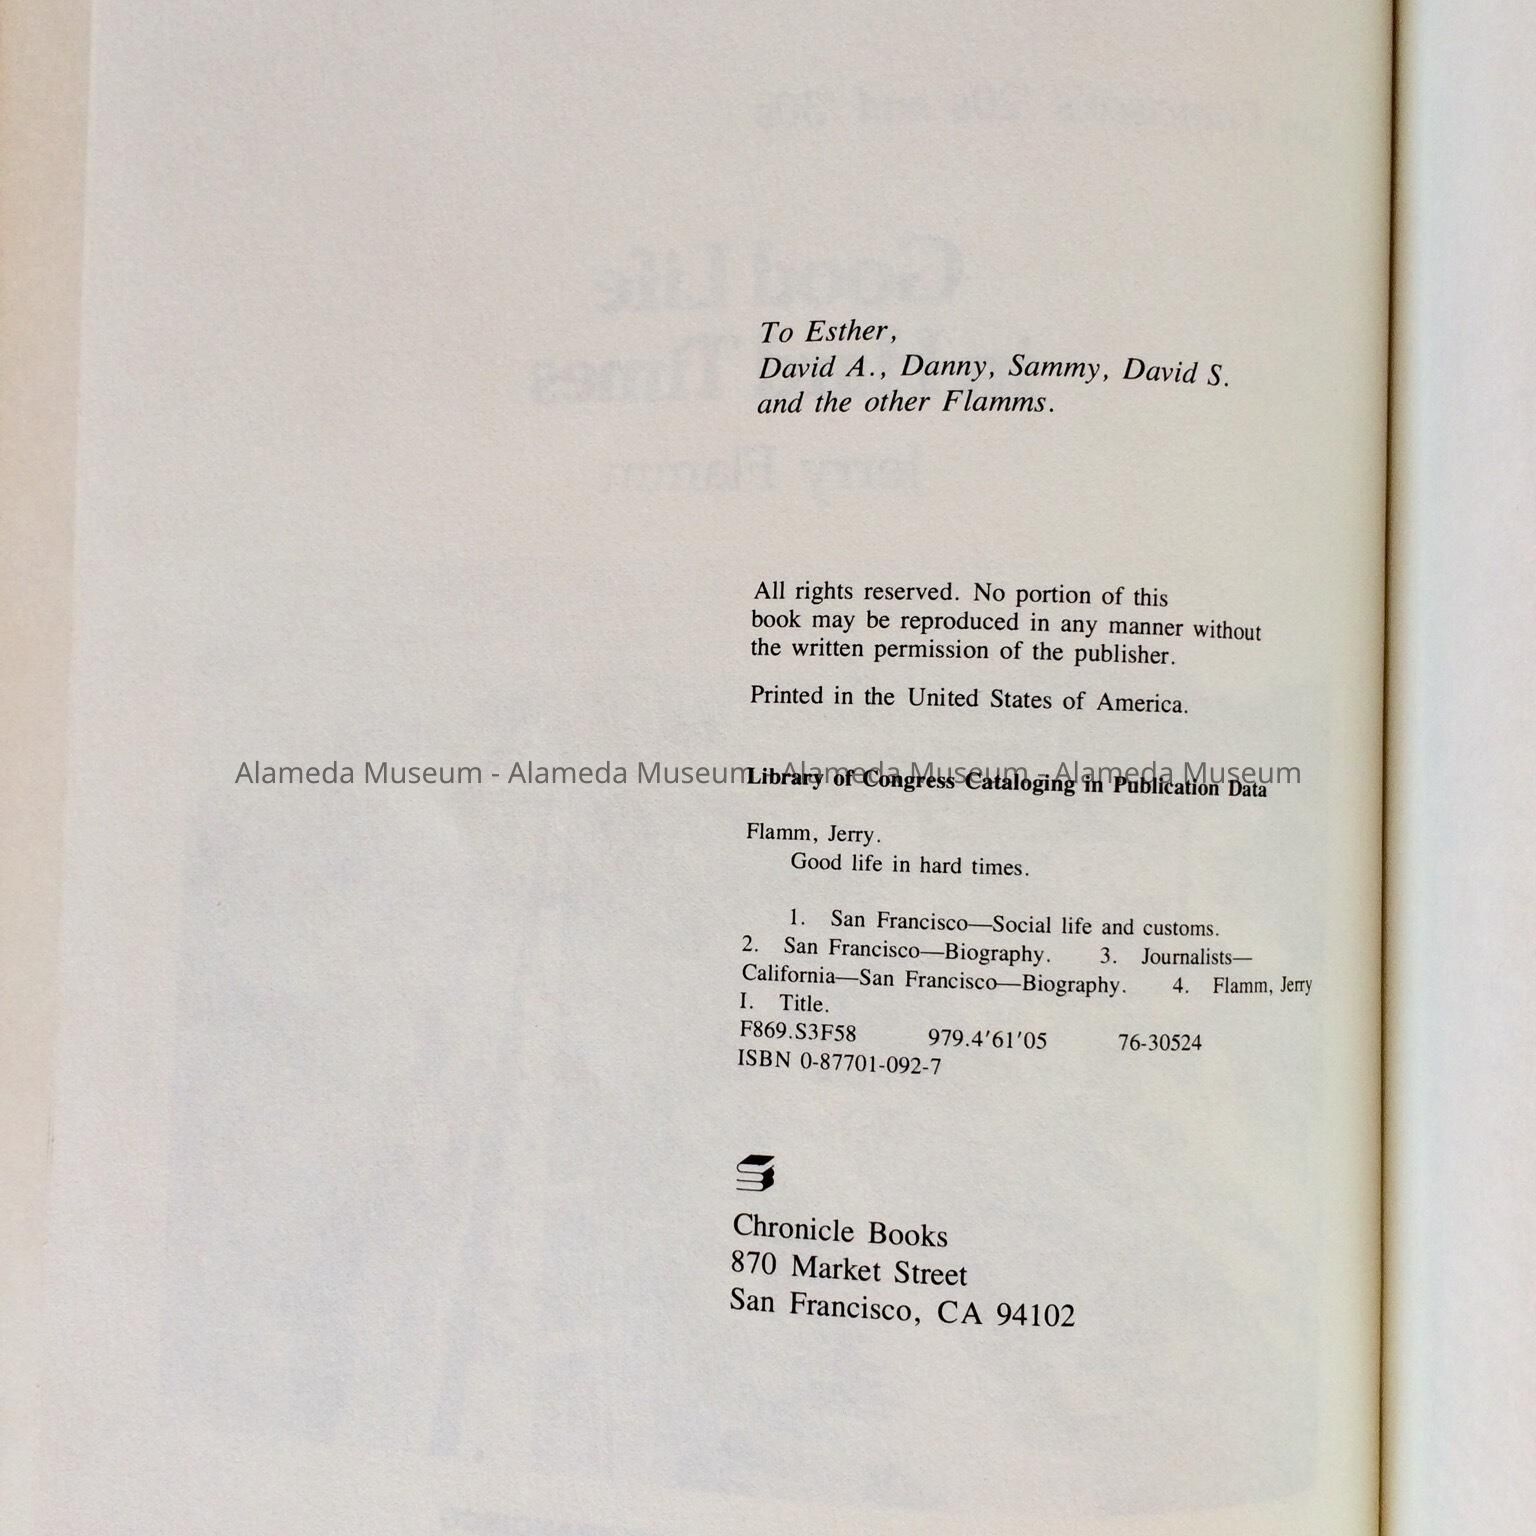 To Esther,
David A., Danny, Sammy, David S.
and the other Flamms.
All rights reserved. No portion of this
book may be reproduced in any manner without
the written permission of the publisher.
Printed in the United States of America.
Alameda Museum - Alameda Museum - Alameda Museum - Alameda Museum
Library of Congress Cataloging in Publication Data
Flamm, Jerry.
Good life in hard times.
1. San Francisco—Social life and customs.
2. San Francisco—Biography. 3. Journalists—
California—San Francisco—Biography. 4. Flamm, Jerry
I. Title.
F869.S3F58 979.4′61′05 76-30524
ISBN 0-87701-092-7
Chronicle Books
870 Market Street
San Francisco, CA 94102